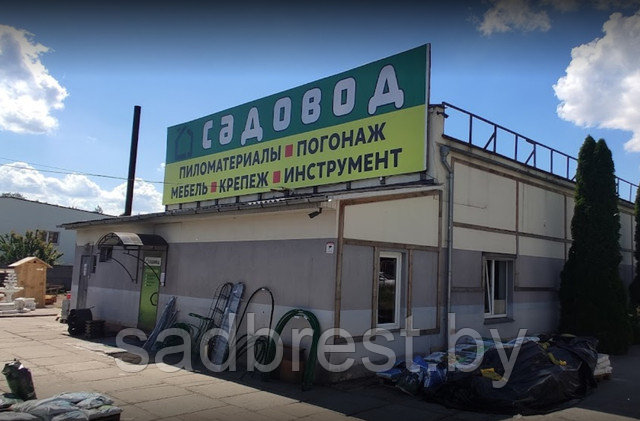 садовод
ПИЛОМАТЕРИАЛЫ ПОГОНАЖ
МЕБЕЛЬ КРЕПЕЖ ИНСТРУМЕНТ
sadbrest.by